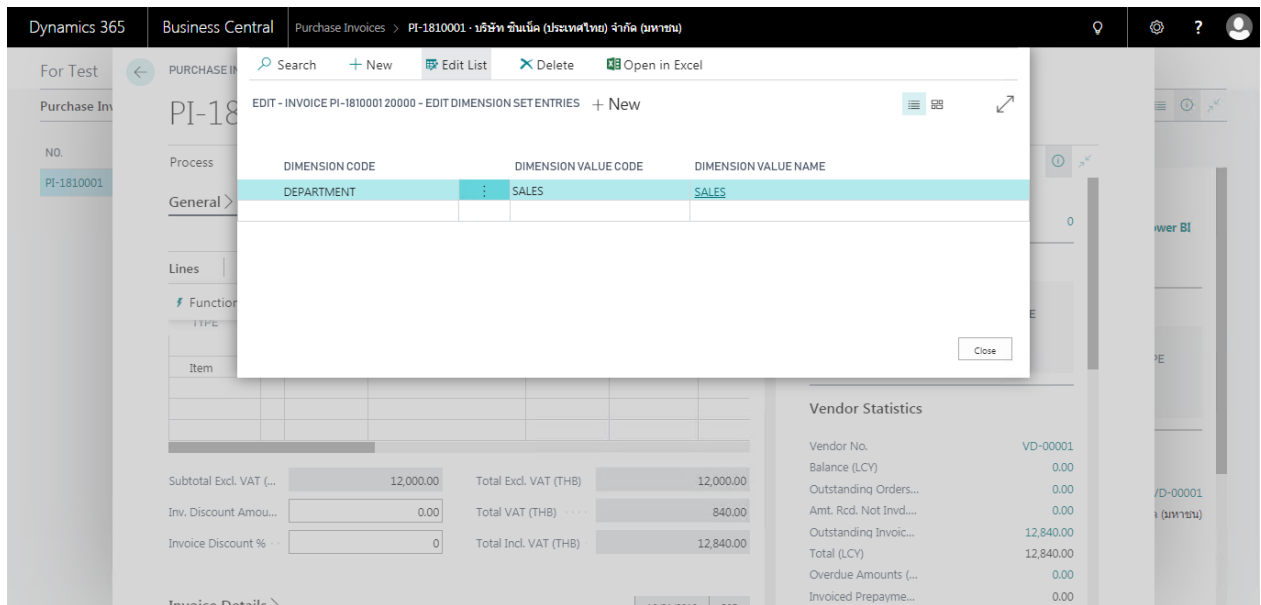 Dynamics 365 Business Central Purchase Invoices > PI-1810001 · บริษัท ซินเน็ค (ประเทศไทย) จำกัด (มหาชน) ?
For Test
PURCHASE IN
Search + New Edit List Delete Open in Excel
Purchase Inv
PI-18
EDIT - INVOICE PI-1810001 20000 - EDIT DIMENSION SET ENTRIES + New
NO.
Process
DIMENSION CODE DIMENSION VALUE CODE DIMENSION VALUE NAME
PI-1810001
DEPARTMENT SALES SALES
General >
0
wer BI
Lines
Function
TYPE
E
Item
PE
Close
Vendor Statistics
Vendor No. VD-00001
Balance (LCY) 0.00
Subtotal Excl. VAT (... 12,000.00 Total Excl. VAT (THB) 12,000.00
Outstanding Orders... 0.00
VD-00001
Inv. Discount Amou... 0.00 Total VAT (THB) 840.00
Amt. Rcd. Not Invd.... 0.00
(มหาชน)
Outstanding Invoic... 12,840.00
Invoice Discount % 0 Total Incl. VAT (THB) 12,840.00
Total (LCY) 12,840.00
Overdue Amounts (... 0.00
Invoiced Prepayme... 0.00
Invoice Details >